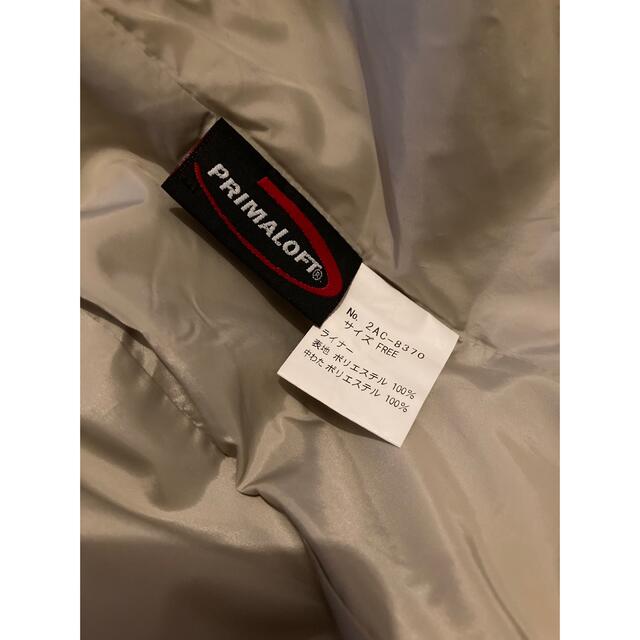 PRIMALOFT®
No. 2AC-8370
サイズ FREE
ライナー
表地 ポリエステル 100%
中わた ポリエステル 100%